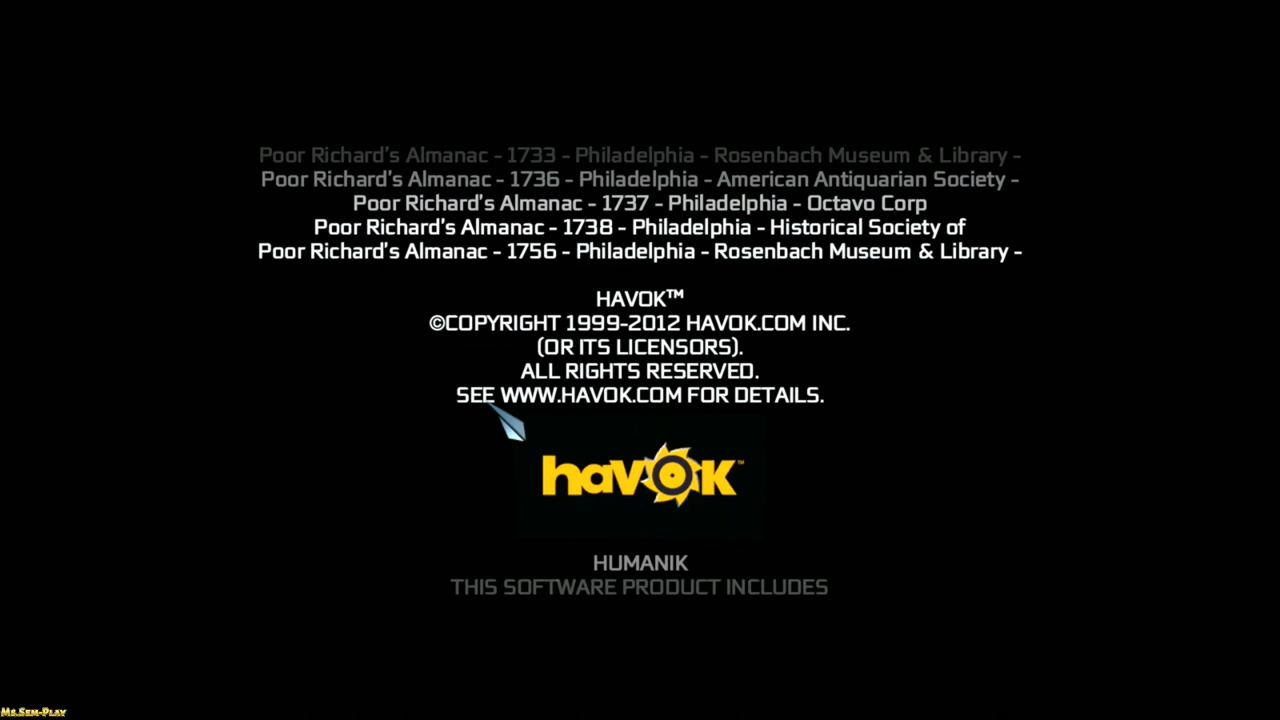 Poor Richard's Almanac - 1733 - Philadelphia - Rosenbach Museum & Library -
Poor Richard's Almanac - 1736 - Philadelphia - American Antiquarian Society -
Poor Richard's Almanac - 1737 - Philadelphia - Octavo Corp
Poor Richard's Almanac - 1738 - Philadelphia - Historical Society of
Poor Richard's Almanac - 1756 - Philadelphia - Rosenbach Museum & Library -
HAVOK™
©COPYRIGHT 1999-2012 HAVOK.COM INC.
(OR ITS LICENSORS).
ALL RIGHTS RESERVED.
SEE WWW.HAVOK.COM FOR DETAILS.
havok™
HUMANIK
THIS SOFTWARE PRODUCT INCLUDES
Ms.Sem-Play